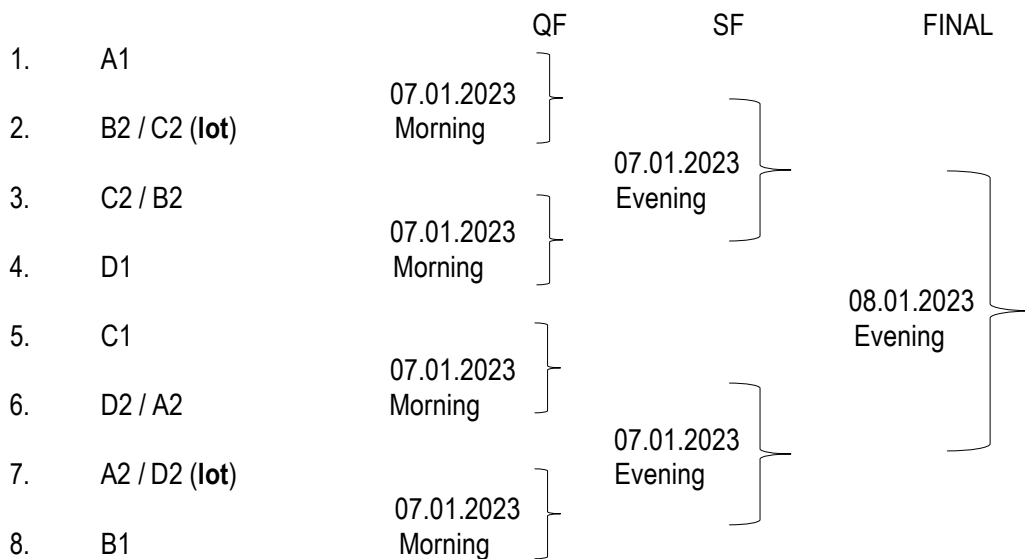 QF SF FINAL
1. A1
07.01.2023
2. B2 / C2 (lot) Morning
07.01.2023
3. C2 / B2 Evening
07.01.2023
4. D1 Morning
08.01.2023
5. C1 Evening
07.01.2023
6. D2 / A2 Morning
07.01.2023
7. A2 / D2 (lot) Evening
07.01.2023
8. B1 Morning